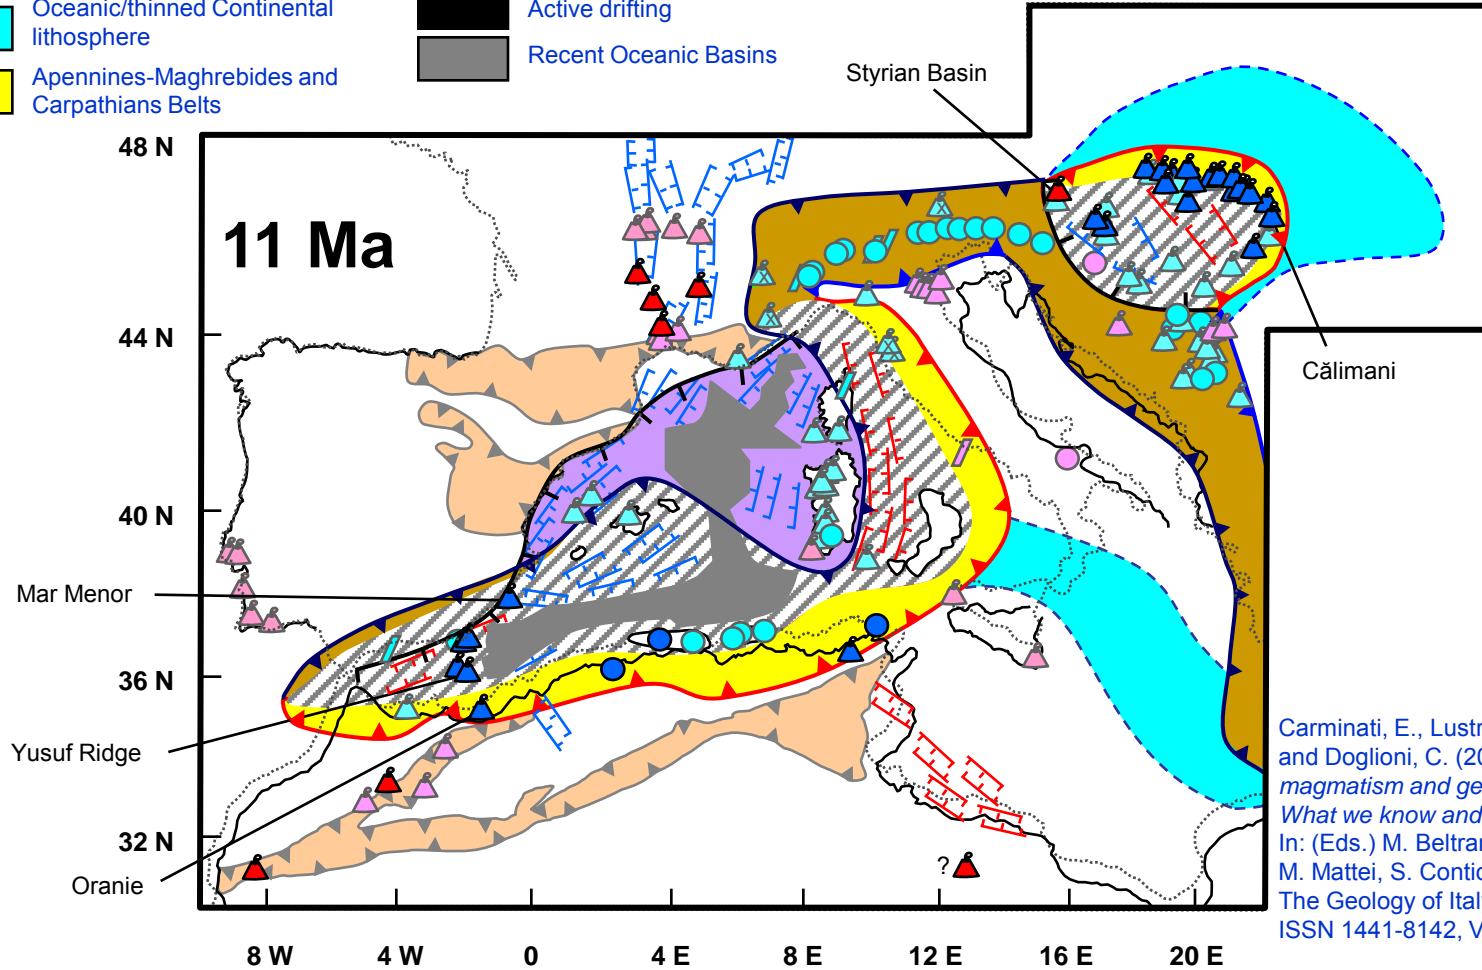 Oceanic/thinned Continental
lithosphere
Apennines-Maghrebides and
Carpathians Belts
Active drifting
Recent Oceanic Basins
Styrian Basin
48 N
11 Ma
44 N
Călimani
40 N
Mar Menor
36 N
Yusuf Ridge
32 N
Oranie
?
8 W
4 W
0
4 E
8 E
12 E
16 E
20 E
Carminati, E., Lustr
and Doglioni, C. (20
magmatism and ge
What we know and
In: (Eds.) M. Beltran
M. Mattei, S. Contic
The Geology of Ital
ISSN 1441-8142, V